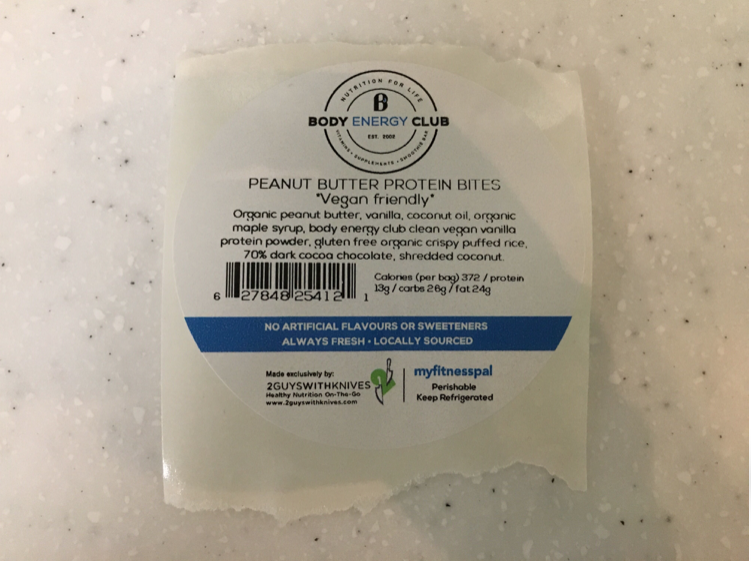 NUTRITION FOR LIFE
B
BODY ENERGY CLUB
EST. 2002
VITAMINS • SUPPLEMENTS • SMOOTHIE BAR
PEANUT BUTTER PROTEIN BITES
*Vegan friendly*
Organic peanut butter, vanilla, coconut oil, organic
maple syrup, body energy club clean vegan vanilla
protein powder, gluten free organic crispy puffed rice,
70% dark cocoa chocolate, shredded coconut.
Calories (per bag) 372 / protein
13g / carbs 26g / fat 24g
6 27848 25412 1
NO ARTIFICIAL FLAVOURS OR SWEETENERS
ALWAYS FRESH • LOCALLY SOURCED
Made exclusively by:
2GUYSWITHKNIVES
Healthy Nutrition On-The-Go
www.2guyswithknives.com
2
myfitnesspal
Perishable
Keep Refrigerated